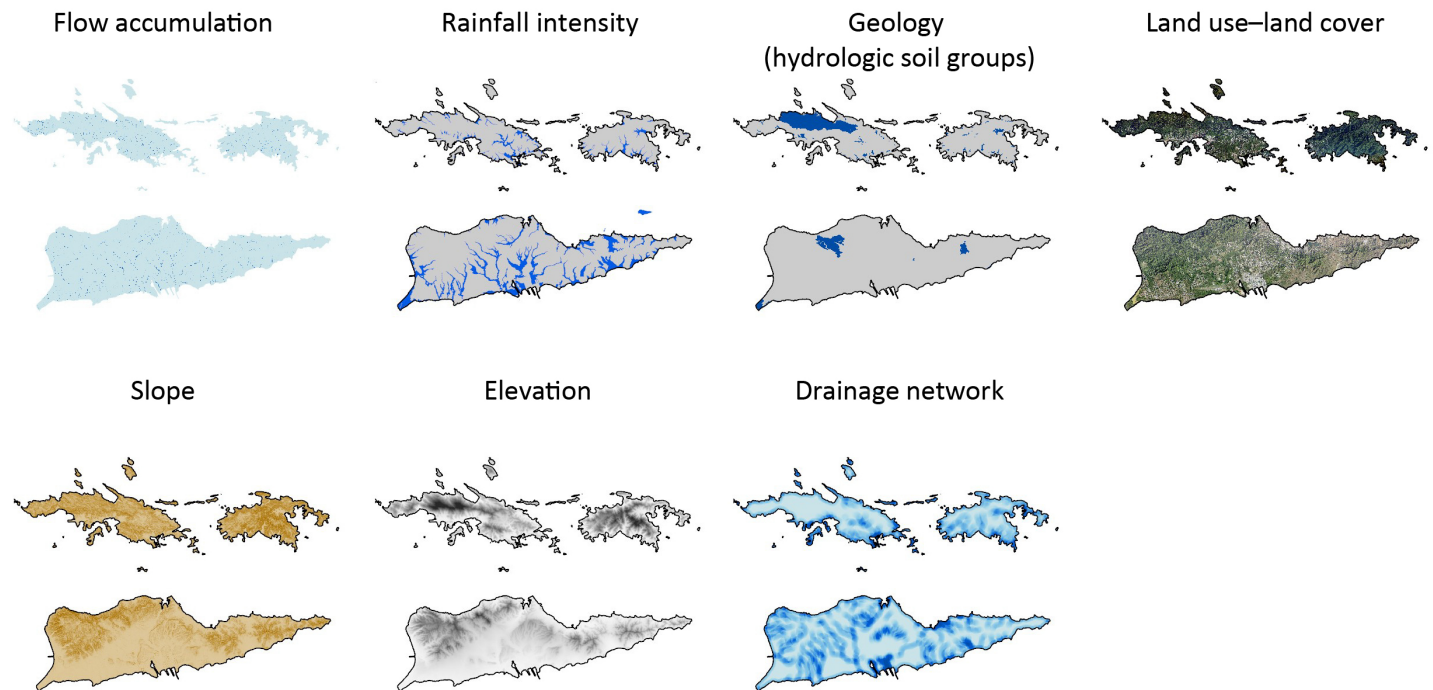 Flow accumulation
Rainfall intensity
Geology
(hydrologic soil groups)
Land use–land cover
Slope
Elevation
Drainage network